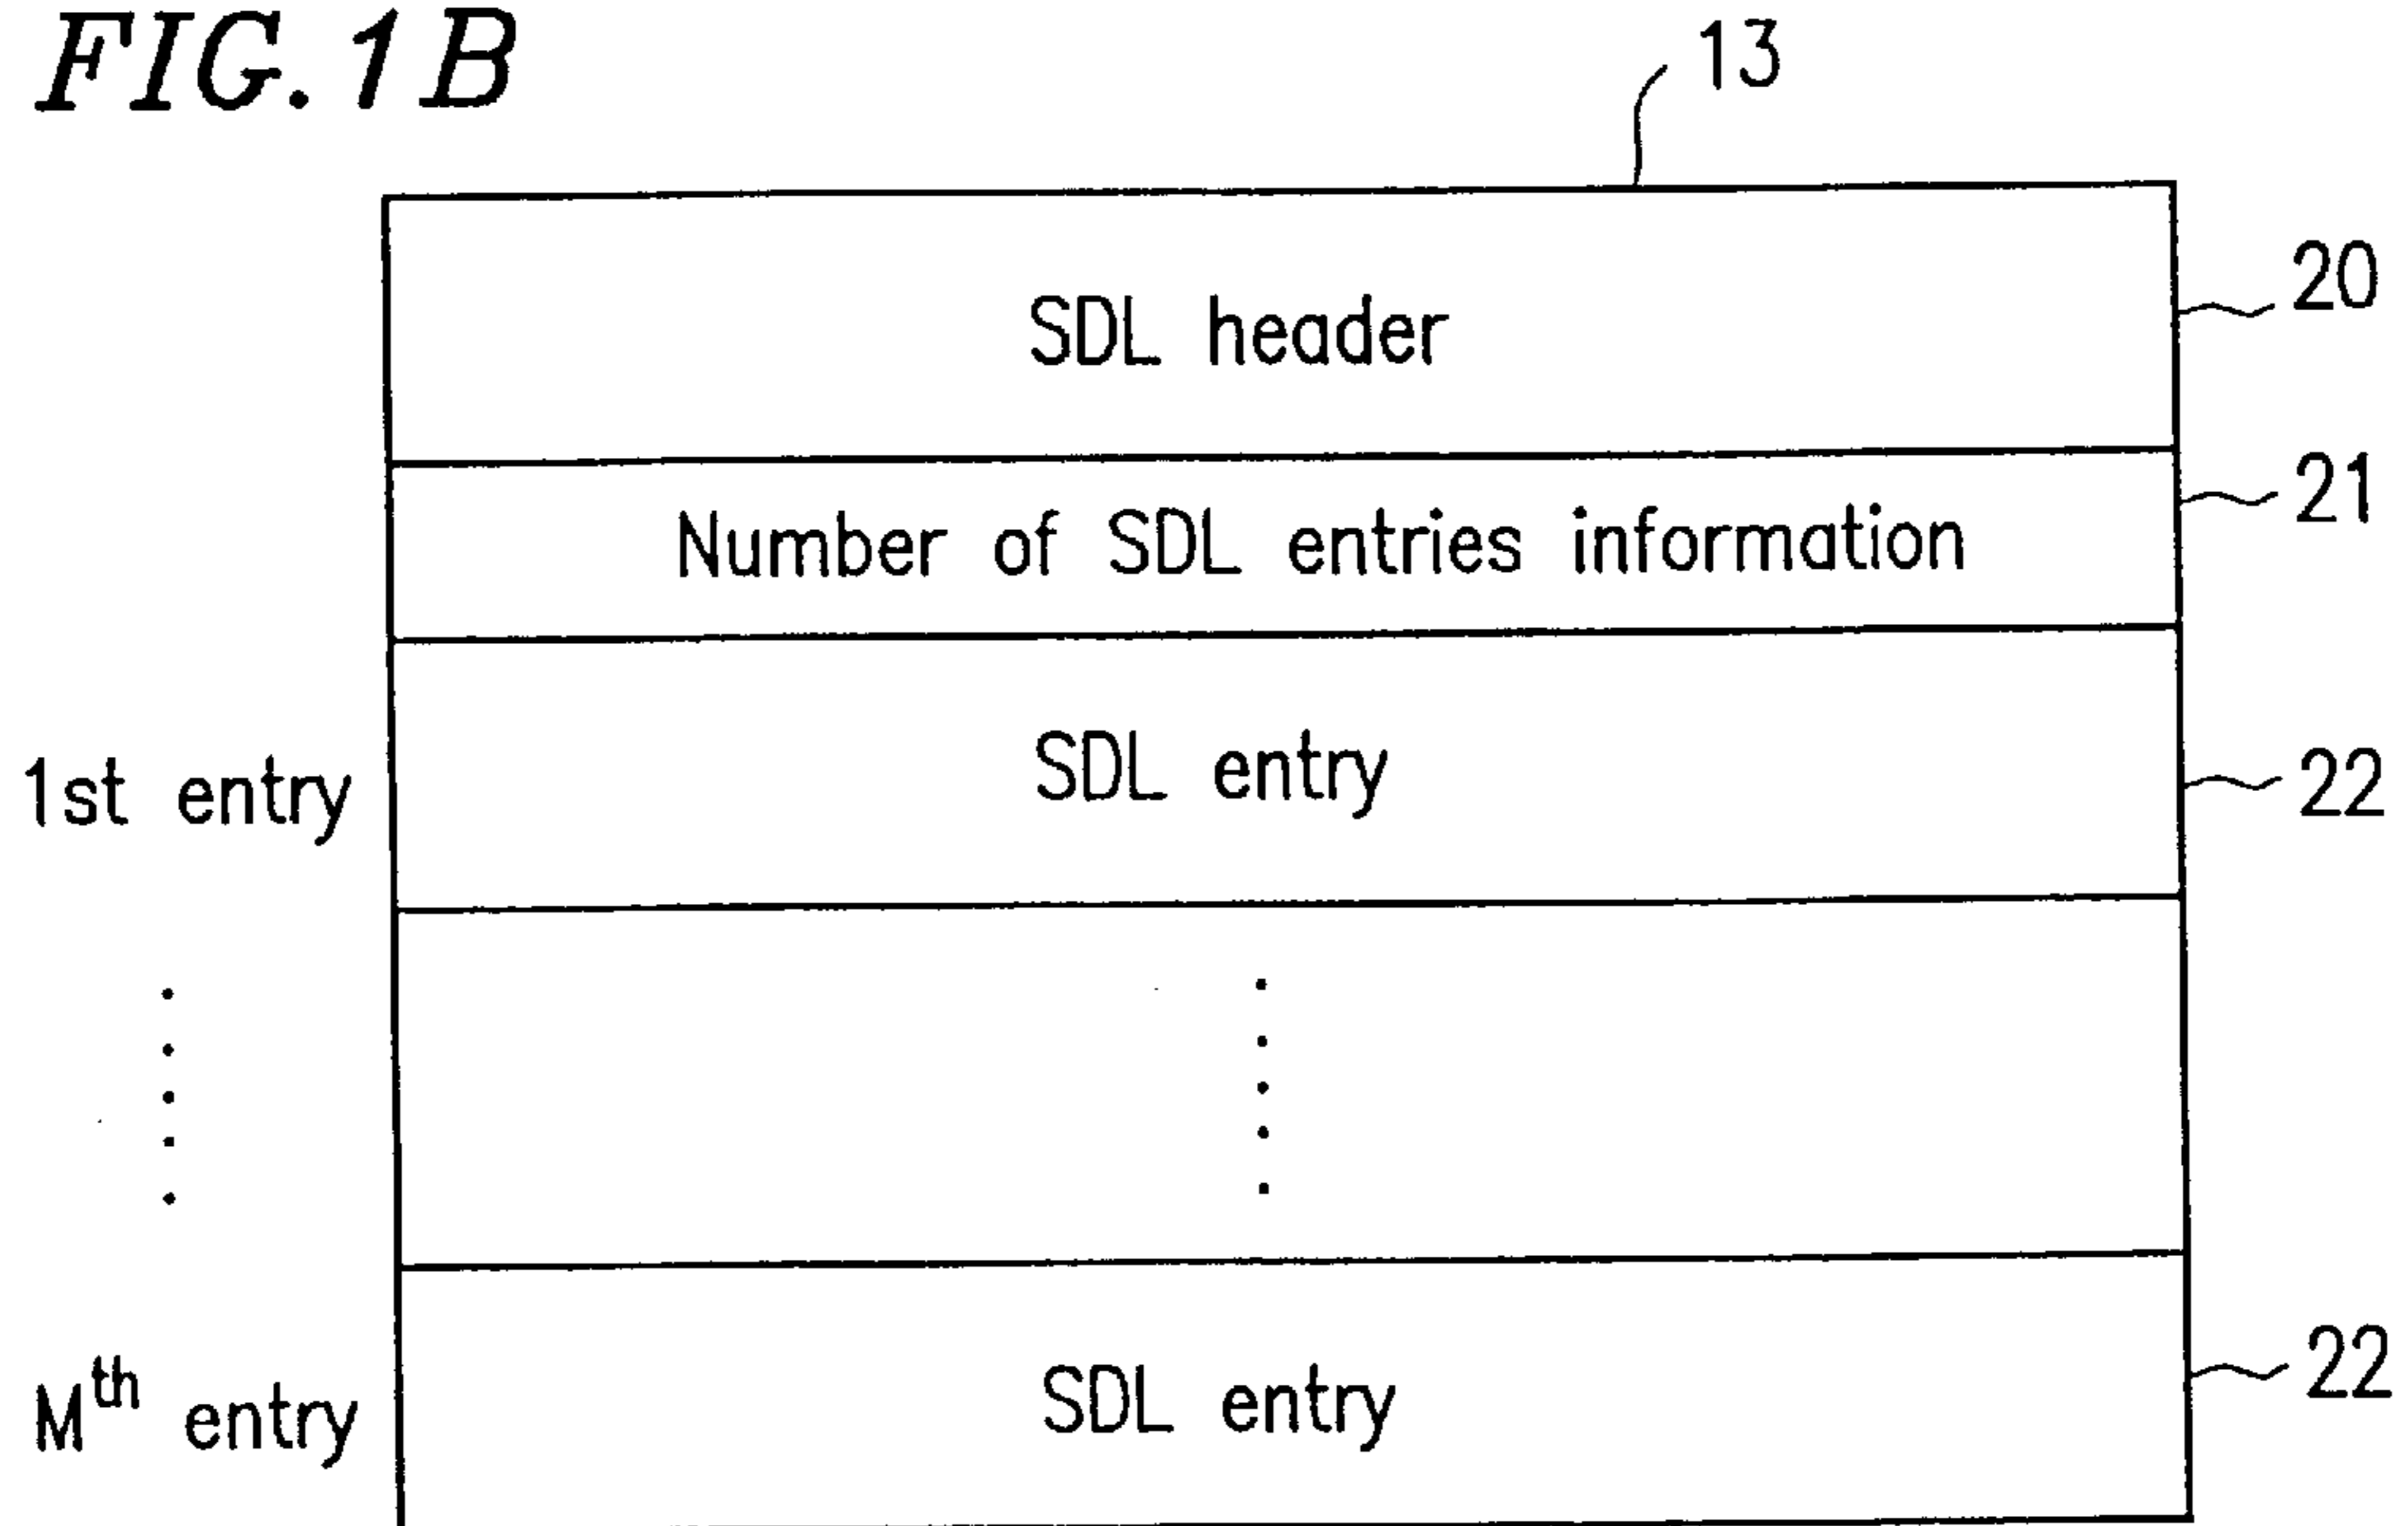 FIG. 1B
13
SDL header
20
Number of SDL entries information
21
1st entry
SDL entry
22
Mth entry
SDL entry
22